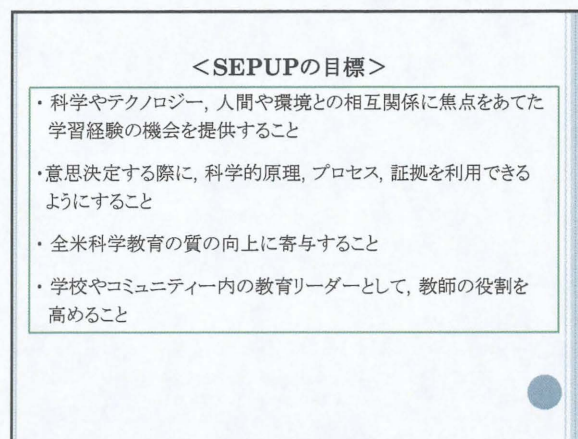 ＜SEPUPの目標＞
・科学やテクノロジー, 人間や環境との相互関係に焦点をあてた
学習経験の機会を提供すること
・意思決定する際に, 科学的原理, プロセス, 証拠を利用できる
ようにすること
・全米科学教育の質の向上に寄与すること
・学校やコミュニティー内の教育リーダーとして, 教師の役割を
高めること